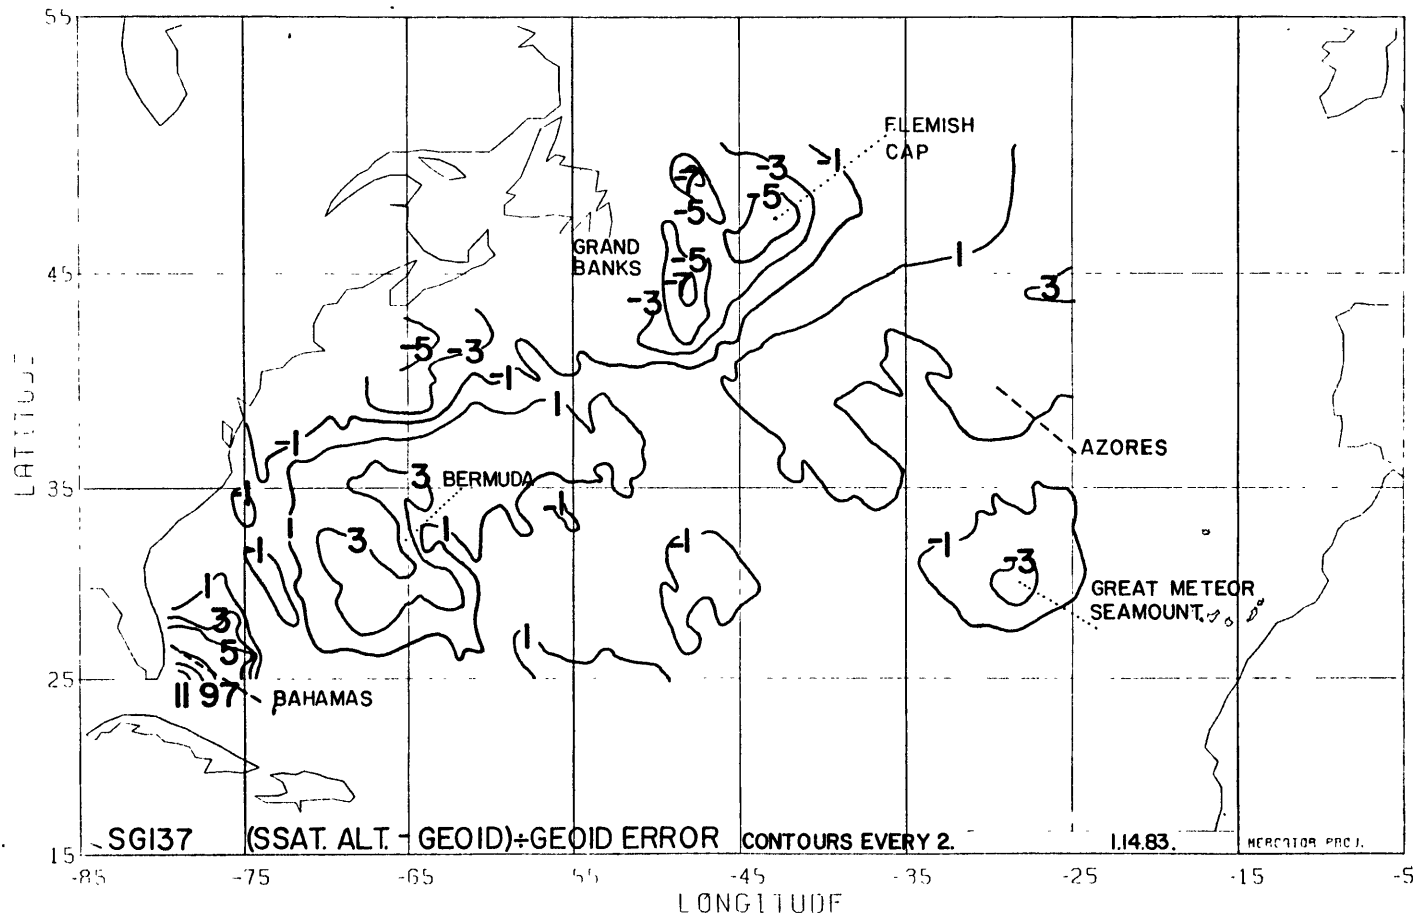 55
FLEMISH
CAP
-3
-1
-7
-5
-5
GRAND
BANKS
1
45
-5
-7
-3
-3
-5
-3
-1
1
-1
AZORES
3
BERMUDA
35
-1
-1
1
3
1
-1
-1
-1
-3
GREAT METEOR
SEAMOUNT
1
3
5
1
25
11 9 7
BAHAMAS
SG137 (SSAT. ALT. - GEOID)÷GEOID ERROR CONTOURS EVERY 2. 1.14.83. MERCATOR PROJ.
15
-85 -75 -65 -55 -45 -35 -25 -15 -5
LONGITUDE
LATITUDE